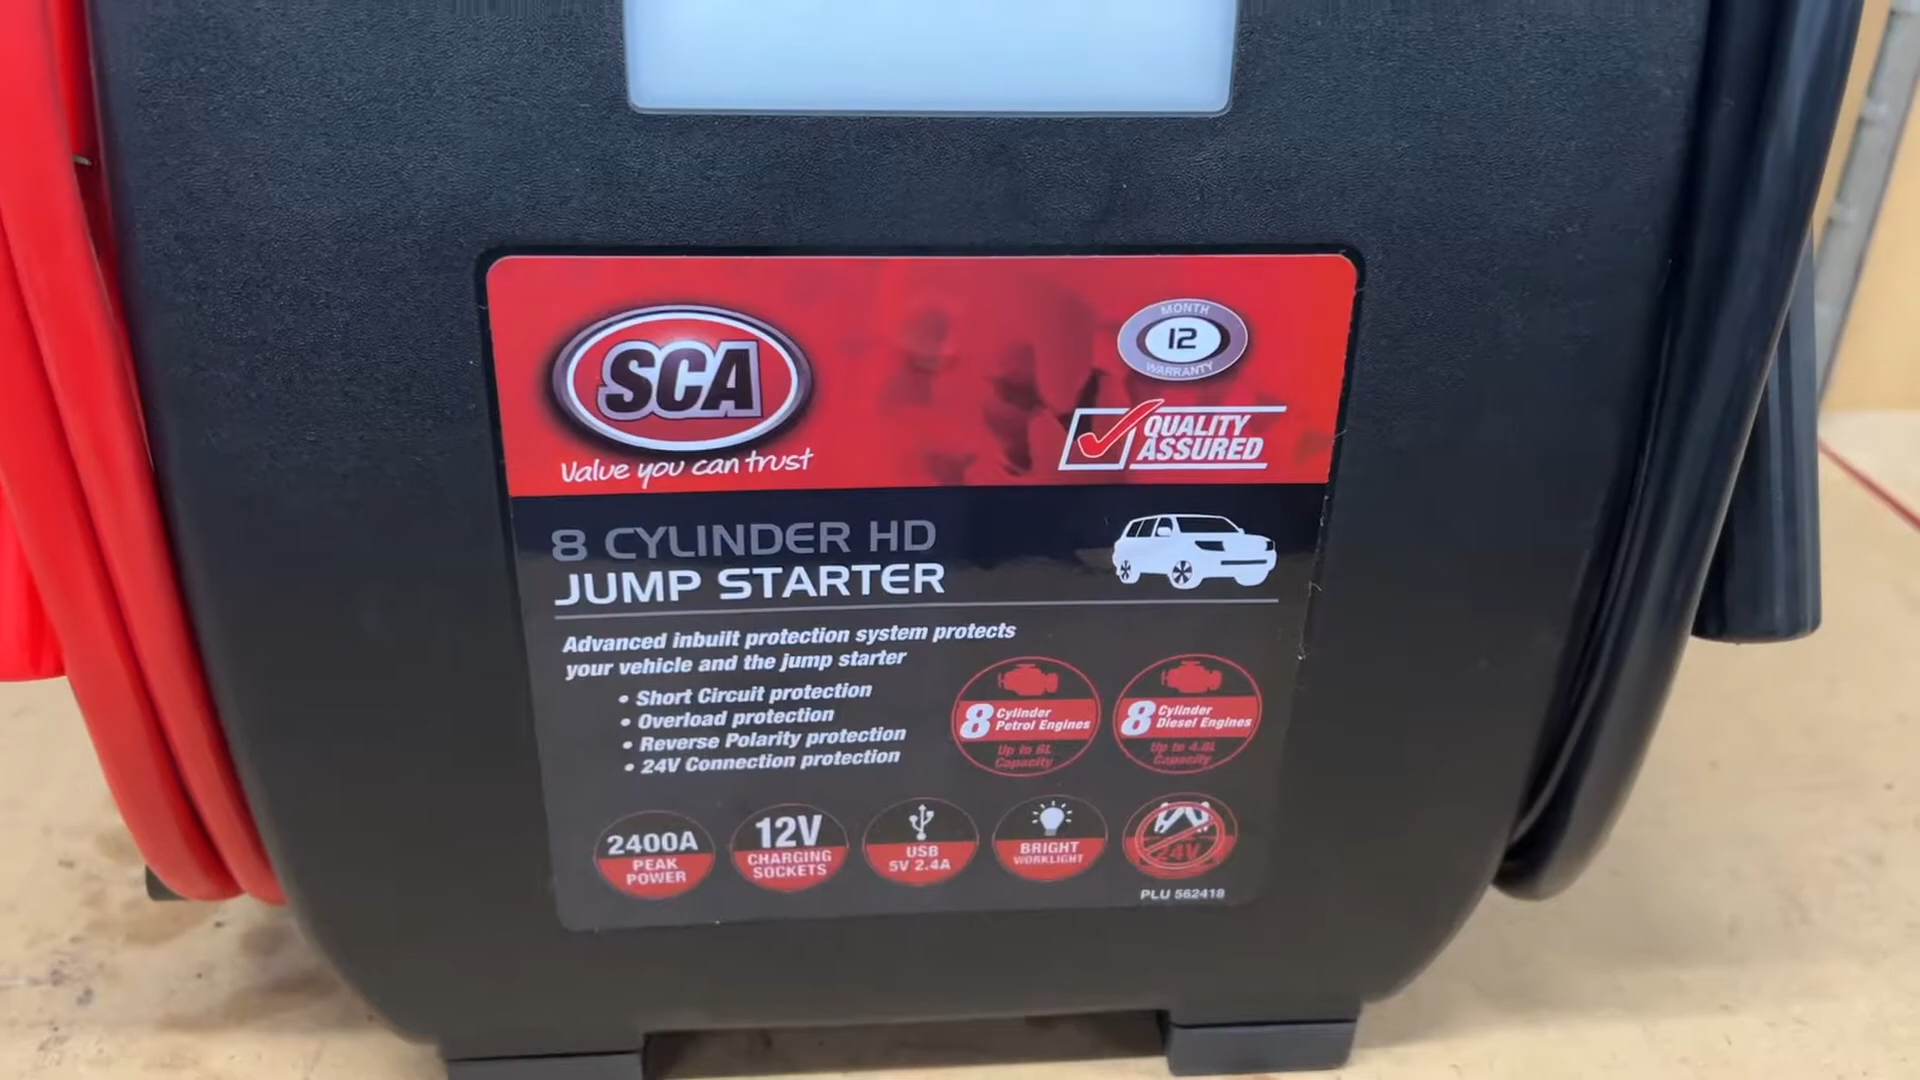 SCA
Value you can trust
MONTH
12
WARRANTY
QUALITY
ASSURED
8 CYLINDER HD
JUMP STARTER
Advanced inbuilt protection system protects
your vehicle and the jump starter
• Short Circuit protection
• Overload protection
• Reverse Polarity protection
• 24V Connection protection
8 Cylinder
Petrol Engines
Up to 6L
Capacity
8 Cylinder
Diesel Engines
Up to 4.8L
Capacity
2400A
PEAK
POWER
12V
CHARGING
SOCKETS
USB
5V 2.4A
BRIGHT
WORKLIGHT
24V
PLU 562418